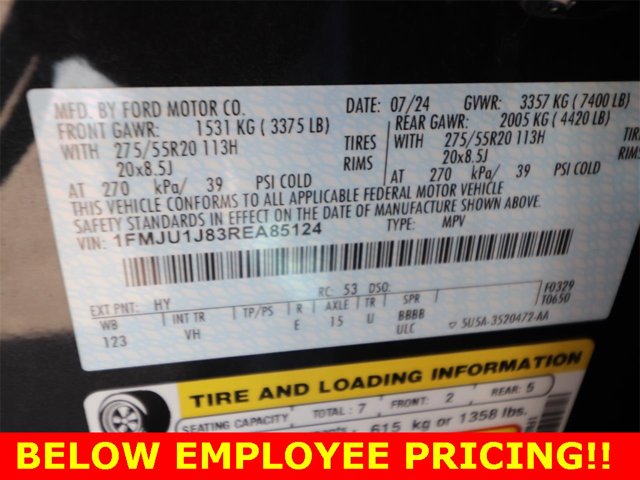 MFD. BY FORD MOTOR CO. DATE: 07/24 GVWR: 3357 KG ( 7400 LB)
FRONT GAWR: 1531 KG ( 3375 LB) REAR GAWR: 2005 KG ( 4420 LB)
WITH 275/55R20 113H TIRES WITH 275/55R20 113H
20x8.5J RIMS 20x8.5J
AT 270 kPa/ 39 PSI COLD AT 270 kPa/ 39 PSI COLD
THIS VEHICLE CONFORMS TO ALL APPLICABLE FEDERAL MOTOR VEHICLE
SAFETY STANDARDS IN EFFECT ON THE DATE OF MANUFACTURE SHOWN ABOVE.
VIN: 1FMJU1J83REA85124 TYPE: MPV
EXT PNT: HY RC: 53 DSO: F0329
T0650
WB INT TR TP/PS R AXLE TR SPR
123 VH E 15 U BBBB
ULC 5U5A-3520472-AA
TIRE AND LOADING INFORMATION
SEATING CAPACITY TOTAL: 7 FRONT: 2 REAR: 5
615 kg or 1358 lbs.
BELOW EMPLOYEE PRICING!!